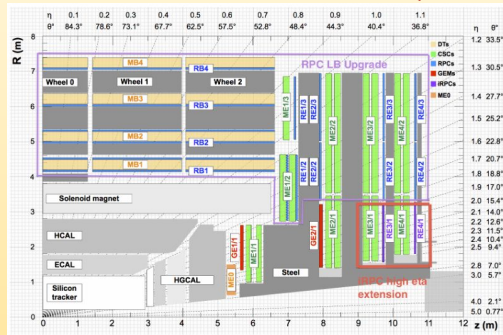 η 0.1 0.2 0.3 0.4 0.5 0.6 0.7 0.8 0.9 1.0 1.1 η θ°
θ° 84.3° 78.6° 73.1° 67.7° 62.5° 57.5° 52.8° 48.4° 44.3° 40.4° 36.8° 1.2 33.5°
R (m)
8
7
6
5
4
3
2
1
0
DTs
CSCs
RPCs
GEMs
iRPCs
ME0
RPC LB Upgrade
MB4
RB4
Wheel 0 Wheel 1 Wheel 2
MB3
RB3
MB2
RB2
MB1
RB1
ME1/3 RE1/3 RE2/3 RE3/3 RE4/3
ME2/2 ME3/2 ME4/2
ME1/2 RE1/2 RE2/2 RE3/2 RE4/2
Solenoid magnet
HCAL
ECAL
Silicon
tracker
HGCAL
Steel
ME0 GE1/1 ME1/1 GE2/1 ME2/1 ME3/1 RE3/1 ME4/1 RE4/1
iRPC high eta
extension
1.6 22.7°
1.7 20.7°
1.8 18.8°
1.9 17.0°
2.0 15.4°
2.1 14.0°
2.2 12.6°
2.3 11.5°
2.4 10.4°
2.5 9.4°
2.8 7.0°
3.0 5.7°
4.0 2.1°
5.0 0.7°
0 1 2 3 4 5 6 7 8 9 10 11 12 z (m)